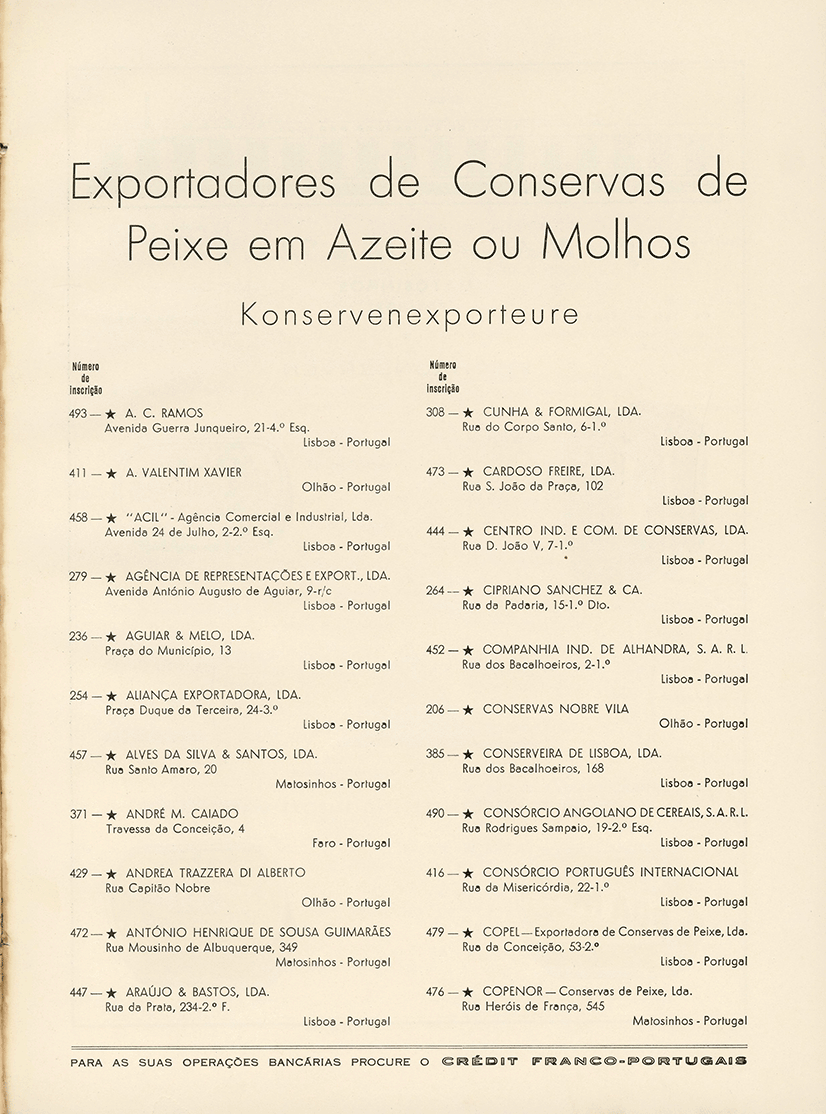 Exportadores de Conservas de
Peixe em Azeite ou Molhos
Konservenexporteure
Número
de
inscrição
493 — ★ A. C. RAMOS
Avenida Guerra Junqueiro, 21-4.º Esq.
Lisboa - Portugal
411 — ★ A. VALENTIM XAVIER
Olhão - Portugal
458 — ★ "ACIL" - Agência Comercial e Industrial, Lda.
Avenida 24 de Julho, 2-2.º Esq.
Lisboa - Portugal
279 — ★ AGÊNCIA DE REPRESENTAÇÕES E EXPORT., LDA.
Avenida António Augusto de Aguiar, 9-r/c
Lisboa - Portugal
236 — ★ AGUIAR & MELO, LDA.
Praça do Município, 13
Lisboa - Portugal
254 — ★ ALIANÇA EXPORTADORA, LDA.
Praça Duque da Terceira, 24-3.º
Lisboa - Portugal
457 — ★ ALVES DA SILVA & SANTOS, LDA.
Rua Santo Amaro, 20
Matosinhos - Portugal
371 — ★ ANDRÉ M. CAIADO
Travessa da Conceição, 4
Faro - Portugal
429 — ★ ANDREA TRAZZERA DI ALBERTO
Rua Capitão Nobre
Olhão - Portugal
472 — ★ ANTÓNIO HENRIQUE DE SOUSA GUIMARÃES
Rua Mousinho de Albuquerque, 349
Matosinhos - Portugal
447 — ★ ARAÚJO & BASTOS, LDA.
Rua da Prata, 234-2.º F.
Lisboa - Portugal
Número
de
inscrição
308 — ★ CUNHA & FORMIGAL, LDA.
Rua do Corpo Santo, 6-1.º
Lisboa - Portugal
473 — ★ CARDOSO FREIRE, LDA.
Rua S. João da Praça, 102
Lisboa - Portugal
444 — ★ CENTRO IND. E COM. DE CONSERVAS, LDA.
Rua D. João V, 7-1.º
Lisboa - Portugal
264 — ★ CIPRIANO SANCHEZ & CA.
Rua da Padaria, 15-1.º Dto.
Lisboa - Portugal
452 — ★ COMPANHIA IND. DE ALHANDRA, S. A. R. L.
Rua dos Bacalhoeiros, 2-1.º
Lisboa - Portugal
206 — ★ CONSERVAS NOBRE VILA
Olhão - Portugal
385 — ★ CONSERVEIRA DE LISBOA, LDA.
Rua dos Bacalhoeiros, 168
Lisboa - Portugal
490 — ★ CONSÓRCIO ANGOLANO DE CEREAIS, S. A. R. L.
Rua Rodrigues Sampaio, 19-2.º Esq.
Lisboa - Portugal
416 — ★ CONSÓRCIO PORTUGUÊS INTERNACIONAL
Rua da Misericórdia, 22-1.º
Lisboa - Portugal
479 — ★ COPEL — Exportadora de Conservas de Peixe, Lda.
Rua da Conceição, 53-2.º
Lisboa - Portugal
476 — ★ COPENOR — Conservas de Peixe, Lda.
Rua Heróis de França, 545
Matosinhos - Portugal
PARA AS SUAS OPERAÇÕES BANCÁRIAS PROCURE O CRÉDIT FRANCO-PORTUGAIS